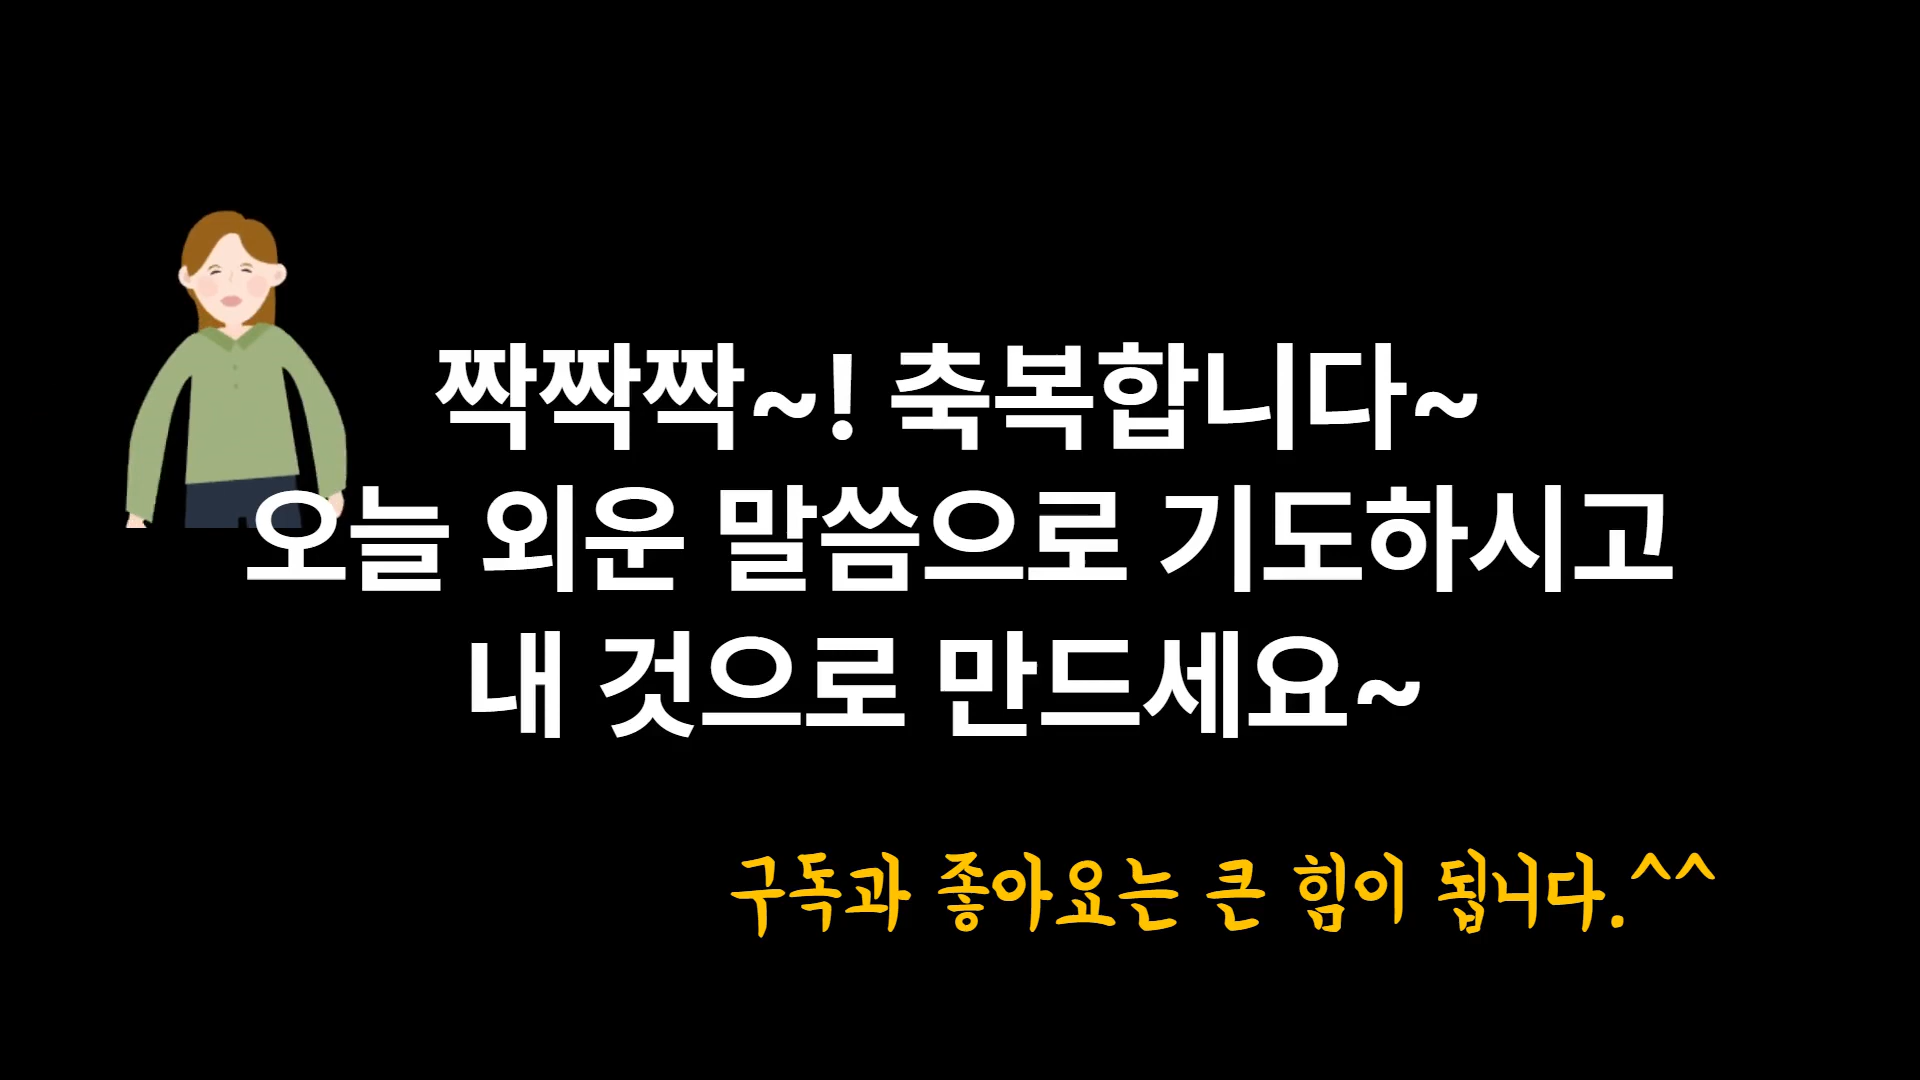 짝짝짝~! 축복합니다~
오늘 외운 말씀으로 기도하시고
내 것으로 만드세요~
구독과 좋아요는 큰 힘이 됩니다.^^